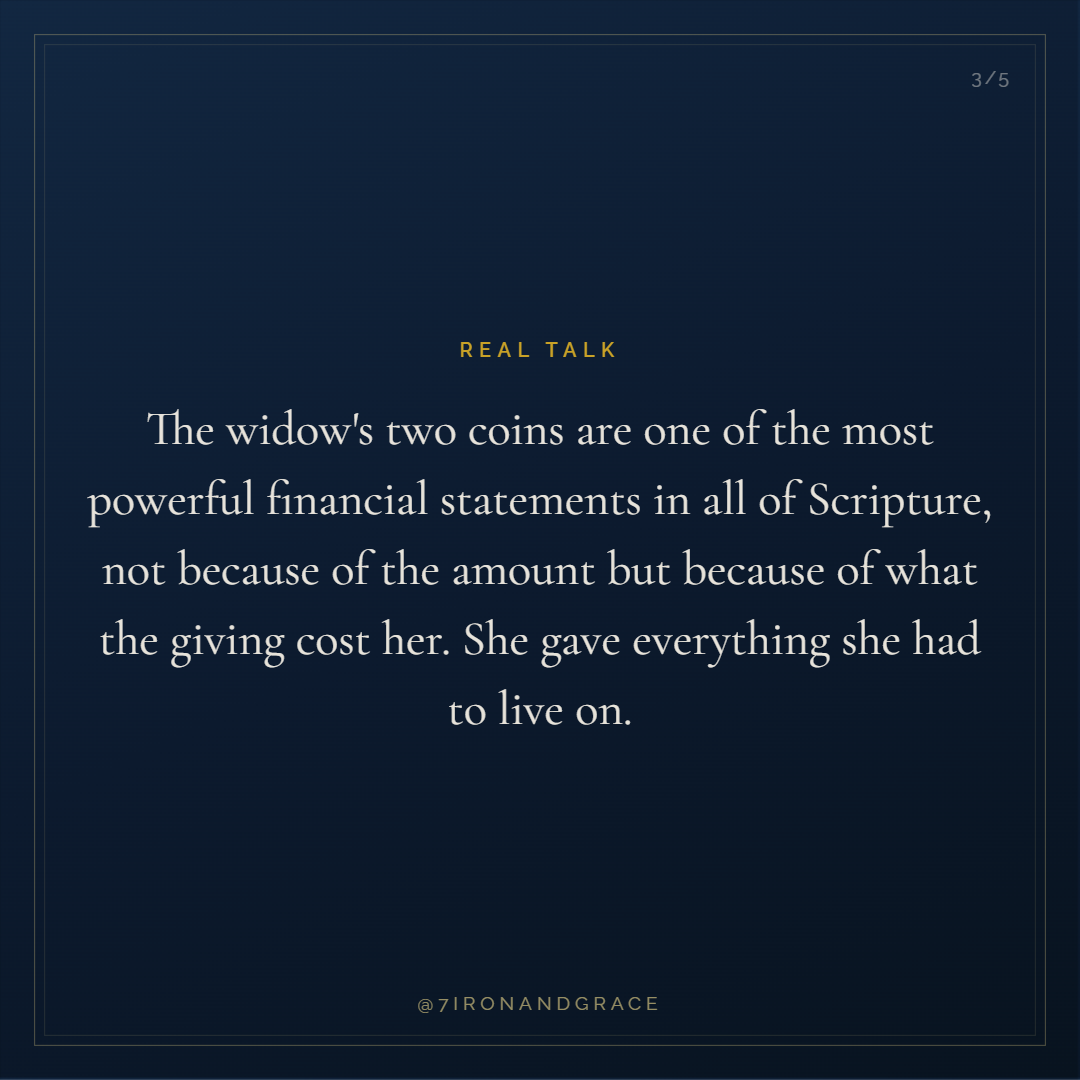 3/5
REAL TALK
The widow's two coins are one of the most
powerful financial statements in all of Scripture,
not because of the amount but because of what
the giving cost her. She gave everything she had
to live on.
@7IRONANDGRACE